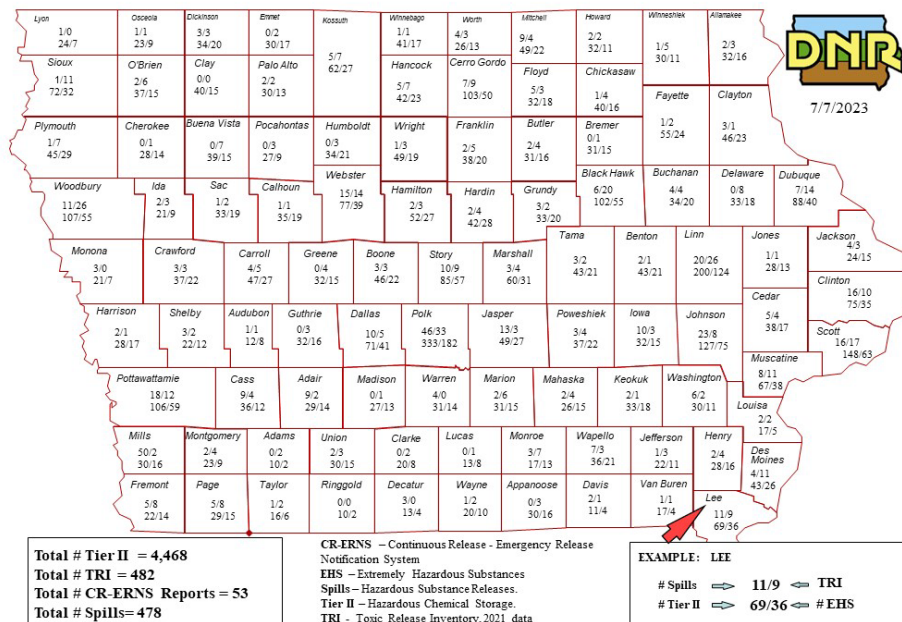 Lyon
1/0
24/7
Osceola
1/1
23/9
Dickinson
3/3
34/20
Emmet
0/2
30/17
Kossuth
5/7
62/27
Winnebago
1/1
41/17
Worth
4/3
26/13
Mitchell
9/4
49/22
Howard
2/2
32/11
Winneshiek
1/5
30/11
Allamakee
2/3
32/16
DNR
7/7/2023
Sioux
1/11
72/32
O'Brien
2/6
37/15
Clay
0/0
40/15
Palo Alto
2/2
30/13
Hancock
5/7
42/23
Cerro Gordo
7/9
103/50
Floyd
5/3
32/18
Chickasaw
1/4
40/16
Fayette
1/2
55/24
Clayton
3/1
46/23
Plymouth
1/7
45/29
Cherokee
0/1
28/14
Buena Vista
0/7
39/15
Pocahontas
0/3
27/9
Humboldt
0/3
34/21
Wright
1/3
49/19
Franklin
2/5
38/20
Butler
2/4
31/16
Bremer
0/1
31/15
Woodbury
11/26
107/55
Ida
2/3
21/9
Sac
1/2
33/19
Calhoun
1/1
35/19
Webster
15/14
77/39
Hamilton
2/3
52/27
Hardin
2/4
42/28
Grundy
3/2
33/20
Black Hawk
6/20
102/55
Buchanan
4/4
34/20
Delaware
0/8
33/18
Dubuque
7/14
88/40
Monona
3/0
21/7
Crawford
3/3
37/22
Carroll
4/5
47/27
Greene
0/4
32/15
Boone
3/3
46/22
Story
10/9
85/57
Marshall
3/4
60/31
Tama
3/2
43/21
Benton
2/1
43/21
Linn
20/26
200/124
Jones
1/1
28/13
Jackson
4/3
24/15
Clinton
16/10
75/35
Harrison
2/1
28/17
Shelby
3/2
22/12
Audubon
1/1
12/8
Guthrie
0/3
32/16
Dallas
10/5
71/41
Polk
46/33
333/182
Jasper
13/3
49/27
Poweshiek
3/4
37/22
Iowa
10/3
32/15
Johnson
23/8
127/75
Cedar
5/4
38/17
Scott
16/17
148/63
Muscatine
8/11
67/38
Pottawattamie
18/12
106/59
Cass
9/4
36/12
Adair
9/2
29/14
Madison
0/1
27/13
Warren
4/0
31/14
Marion
2/6
31/15
Mahaska
2/4
26/15
Keokuk
2/1
33/18
Washington
6/2
30/11
Louisa
2/2
17/5
Mills
50/2
30/16
Montgomery
2/4
23/9
Adams
0/2
10/2
Union
2/3
30/15
Clarke
0/2
20/8
Lucas
0/1
13/8
Monroe
3/7
17/13
Wapello
7/3
36/21
Jefferson
1/3
22/11
Henry
2/4
28/16
Des
Moines
4/11
43/26
Fremont
5/8
22/14
Page
5/8
29/15
Taylor
1/2
16/6
Ringgold
0/0
10/2
Decatur
3/0
13/4
Wayne
1/2
20/10
Appanoose
0/3
30/16
Davis
2/1
11/4
Van Buren
1/1
17/4
Lee
11/9
69/36
Total # Tier II = 4,468
Total # TRI = 482
Total # CR-ERNS Reports = 53
Total # Spills= 478
CR-ERNS – Continuous Release - Emergency Release
Notification System
EHS – Extremely Hazardous Substances
Spills – Hazardous Substance Releases.
Tier II – Hazardous Chemical Storage.
TRI - Toxic Release Inventory. 2021 data
EXAMPLE: LEE
# Spills 11/9 TRI
# Tier II 69/36 # EHS